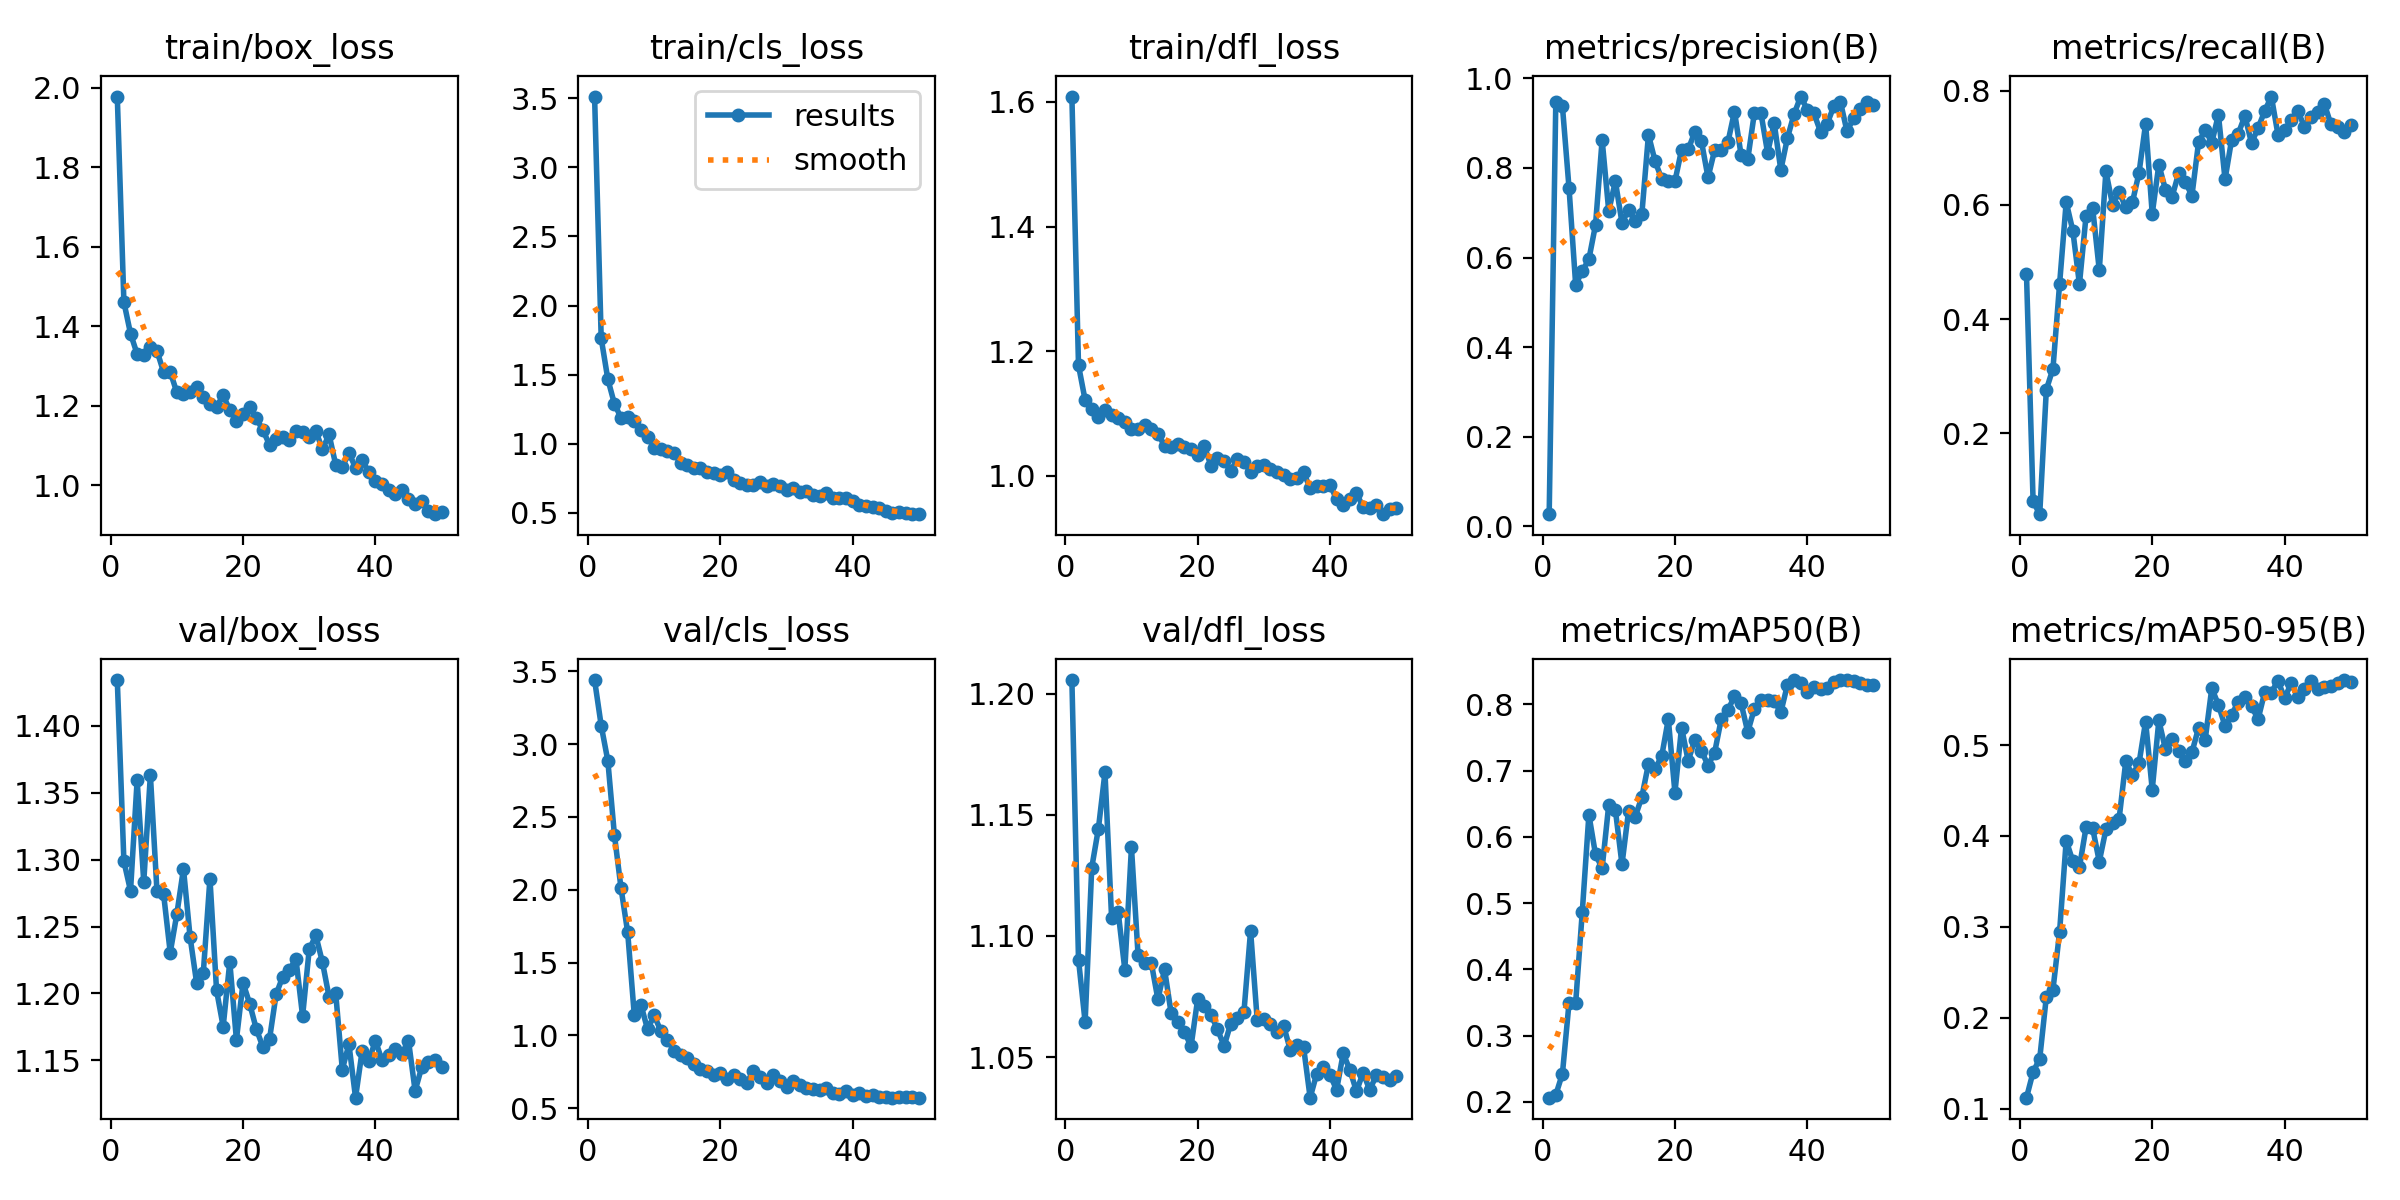 train/box_loss
2.0
1.8
1.6
1.4
1.2
1.0
0 20 40
train/cls_loss
results
smooth
3.5
3.0
2.5
2.0
1.5
1.0
0.5
0 20 40
train/dfl_loss
1.6
1.4
1.2
1.0
0 20 40
metrics/precision(B)
1.0
0.8
0.6
0.4
0.2
0.0
0 20 40
metrics/recall(B)
0.8
0.6
0.4
0.2
0 20 40
val/box_loss
1.40
1.35
1.30
1.25
1.20
1.15
0 20 40
val/cls_loss
3.5
3.0
2.5
2.0
1.5
1.0
0.5
0 20 40
val/dfl_loss
1.20
1.15
1.10
1.05
0 20 40
metrics/mAP50(B)
0.8
0.7
0.6
0.5
0.4
0.3
0.2
0 20 40
metrics/mAP50-95(B)
0.5
0.4
0.3
0.2
0.1
0 20 40